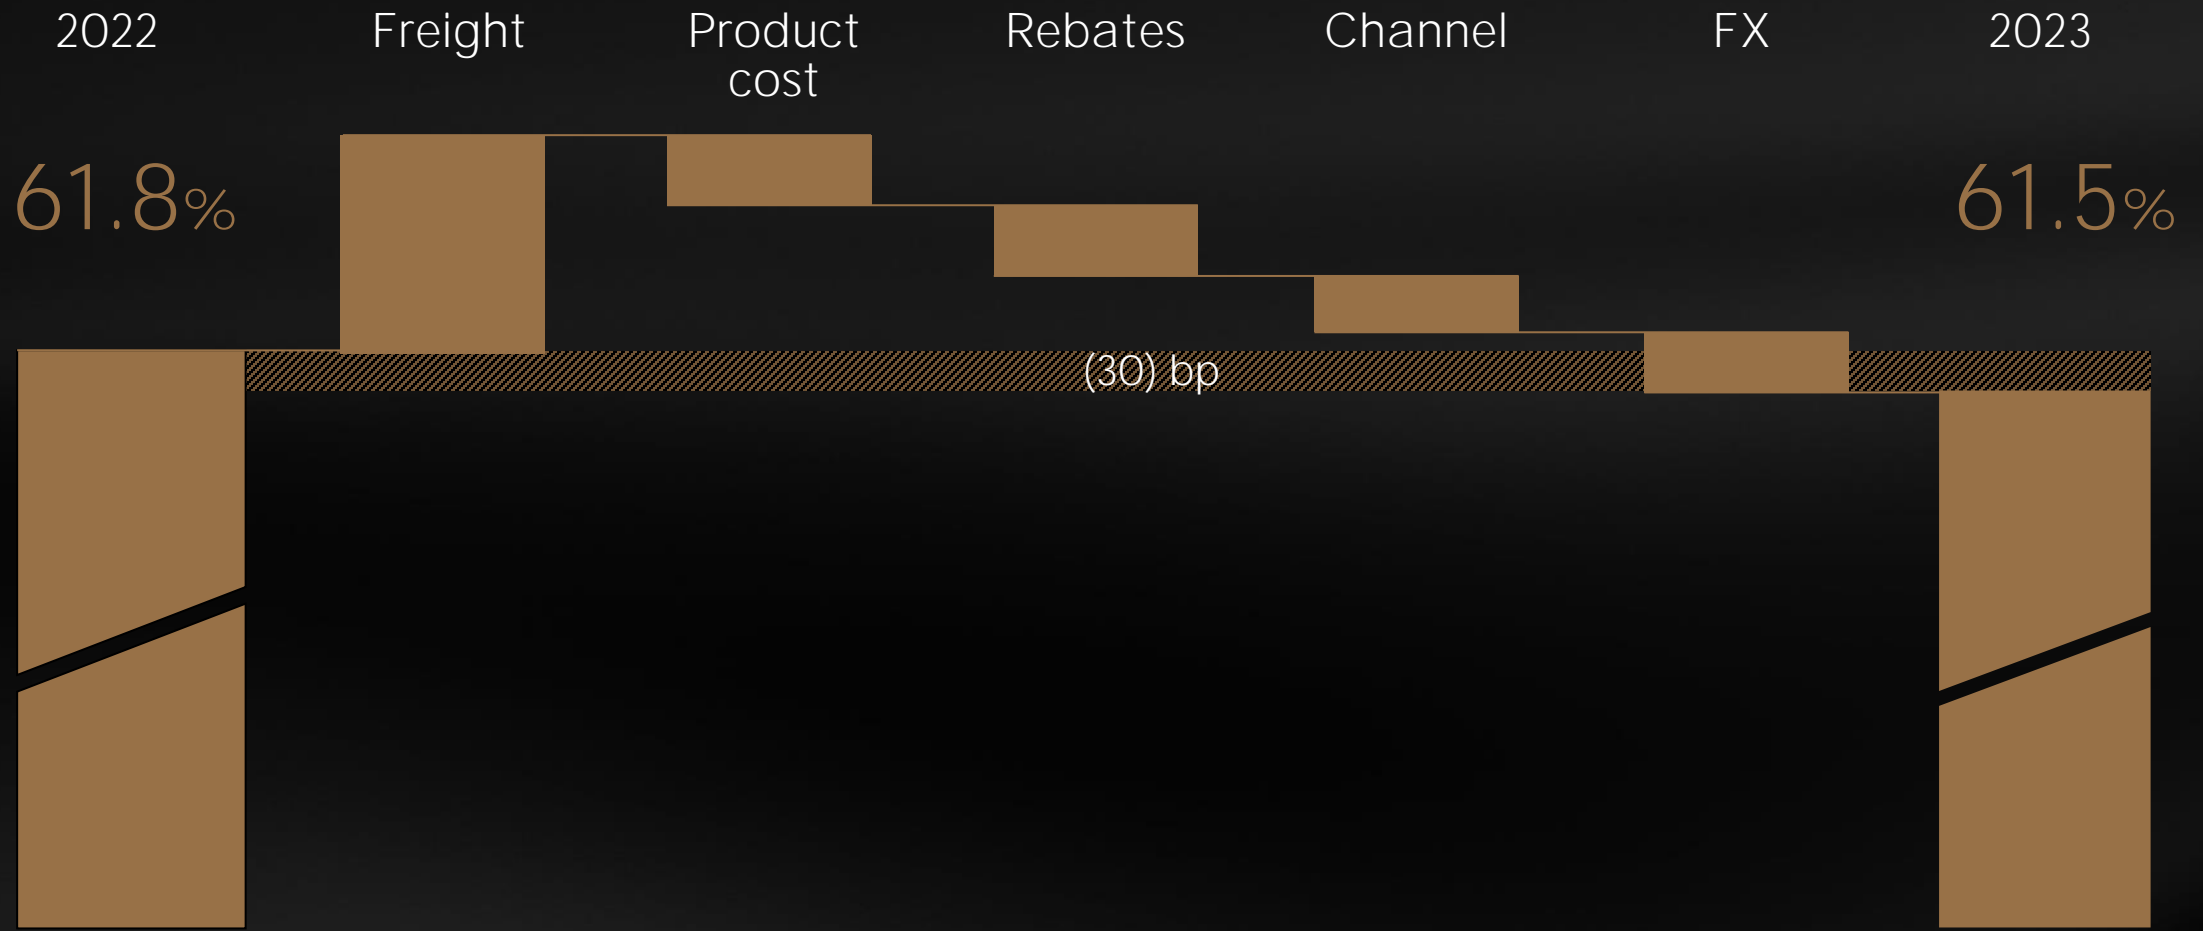 2022
Freight
Product
cost
Rebates
Channel
FX
2023
61.8%
61.5%
(30) bp